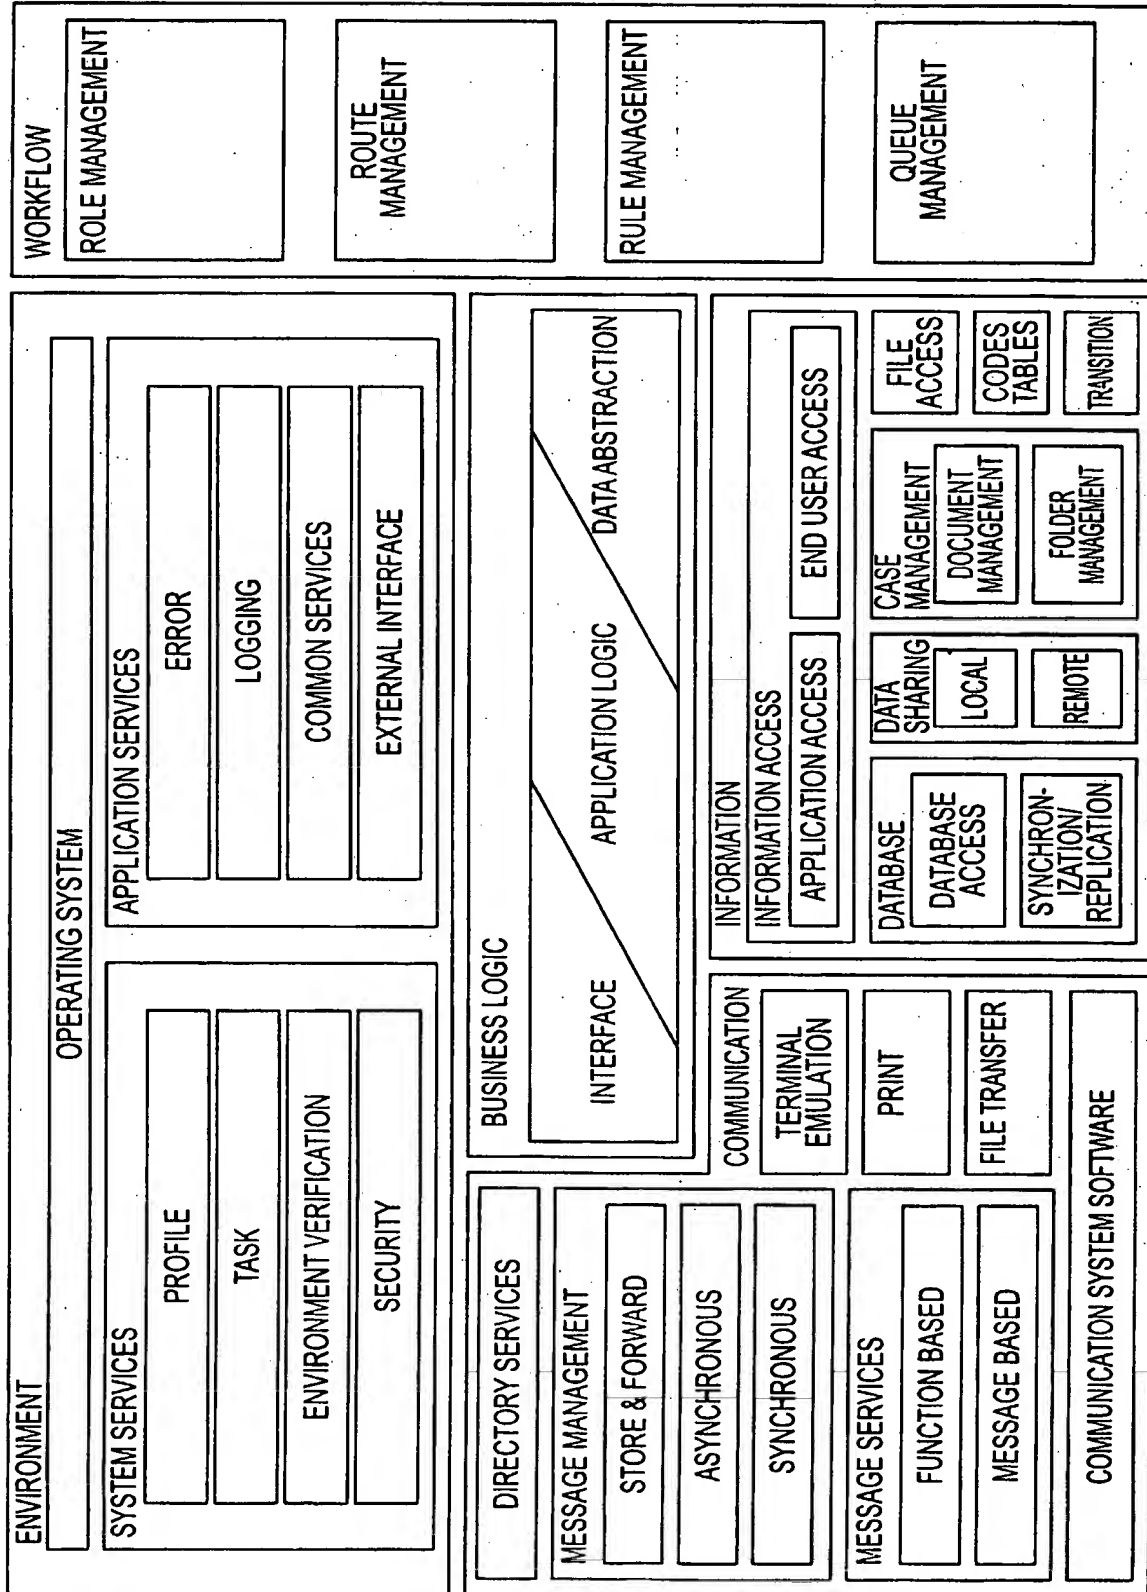 ENVIRONMENT
OPERATING SYSTEM
SYSTEM SERVICES
PROFILE
TASK
ENVIRONMENT VERIFICATION
SECURITY
APPLICATION SERVICES
ERROR
LOGGING
COMMON SERVICES
EXTERNAL INTERFACE
WORKFLOW
ROLE MANAGEMENT
ROUTE
MANAGEMENT
RULE MANAGEMENT
QUEUE
MANAGEMENT
BUSINESS LOGIC
INTERFACE
APPLICATION LOGIC
DATA ABSTRACTION
DIRECTORY SERVICES
MESSAGE MANAGEMENT
STORE & FORWARD
ASYNCHRONOUS
SYNCHRONOUS
MESSAGE SERVICES
FUNCTION BASED
MESSAGE BASED
COMMUNICATION
TERMINAL
EMULATION
PRINT
FILE TRANSFER
COMMUNICATION SYSTEM SOFTWARE
INFORMATION
INFORMATION ACCESS
APPLICATION ACCESS
END USER ACCESS
DATABASE
DATABASE
ACCESS
SYNCHRON-
IZATION/
REPLICATION
DATA
SHARING
LOCAL
REMOTE
CASE
MANAGEMENT
DOCUMENT
MANAGEMENT
FOLDER
MANAGEMENT
FILE
ACCESS
CODES
TABLES
TRANSITION